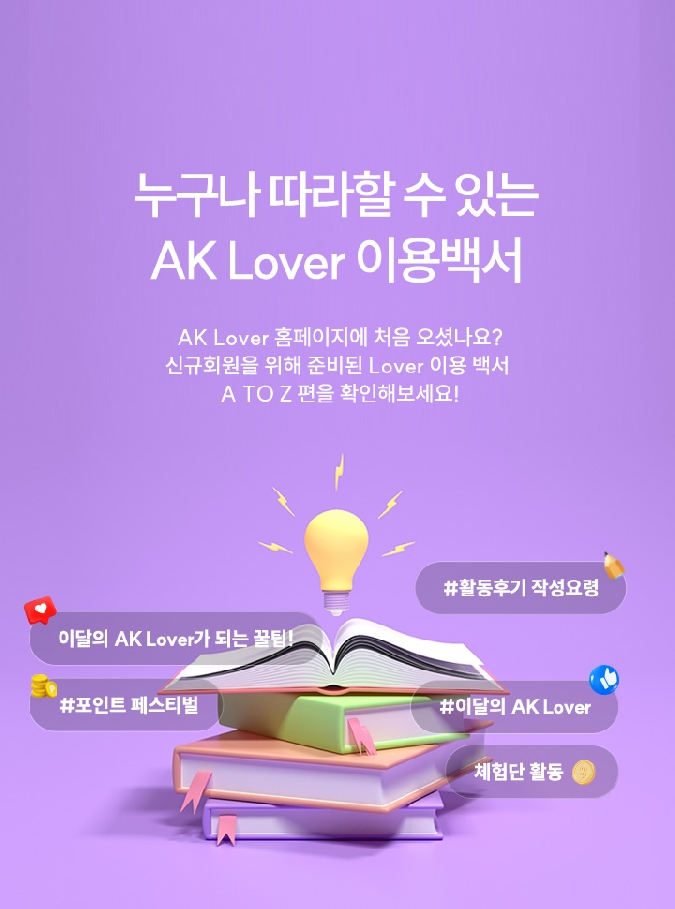 누구나 따라할 수 있는
AK Lover 이용백서
AK Lover 홈페이지에 처음 오셨나요?
신규회원을 위해 준비된 Lover 이용 백서
A TO Z 편을 확인해보세요!
#활동후기 작성요령
이달의 AK Lover가 되는 꿀팁!
#포인트 페스티벌
#이달의 AK Lover
체험단 활동